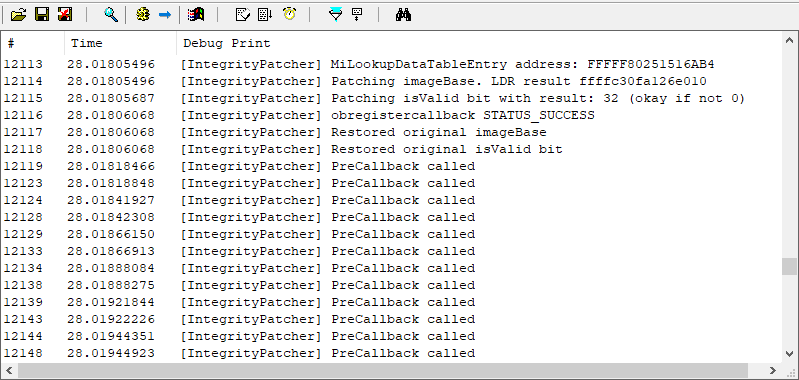 # Time Debug Print
12113 28.01805496 [IntegrityPatcher] MiLookupDataTableEntry address: FFFFF80251516AB4
12114 28.01805496 [IntegrityPatcher] Patching imageBase. LDR result ffffc30fa126e010
12115 28.01805687 [IntegrityPatcher] Patching isValid bit with result: 32 (okay if not 0)
12116 28.01806068 [IntegrityPatcher] obregistercallback STATUS_SUCCESS
12117 28.01806068 [IntegrityPatcher] Restored original imageBase
12118 28.01806068 [IntegrityPatcher] Restored original isValid bit
12119 28.01818466 [IntegrityPatcher] PreCallback called
12123 28.01818848 [IntegrityPatcher] PreCallback called
12124 28.01841927 [IntegrityPatcher] PreCallback called
12128 28.01842308 [IntegrityPatcher] PreCallback called
12129 28.01866150 [IntegrityPatcher] PreCallback called
12133 28.01866913 [IntegrityPatcher] PreCallback called
12134 28.01888084 [IntegrityPatcher] PreCallback called
12138 28.01888275 [IntegrityPatcher] PreCallback called
12139 28.01921844 [IntegrityPatcher] PreCallback called
12143 28.01922226 [IntegrityPatcher] PreCallback called
12144 28.01944351 [IntegrityPatcher] PreCallback called
12148 28.01944923 [IntegrityPatcher] PreCallback called